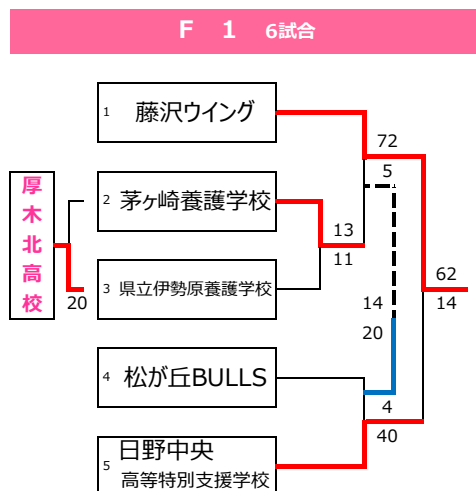 F 1 6試合
1 藤沢ウイング
72
5
厚木北高校
2 茅ヶ崎養護学校
13
11
62
14
20
3 県立伊勢原養護学校
14
20
4 松が丘BULLS
4
40
5 日野中央
高等特別支援学校